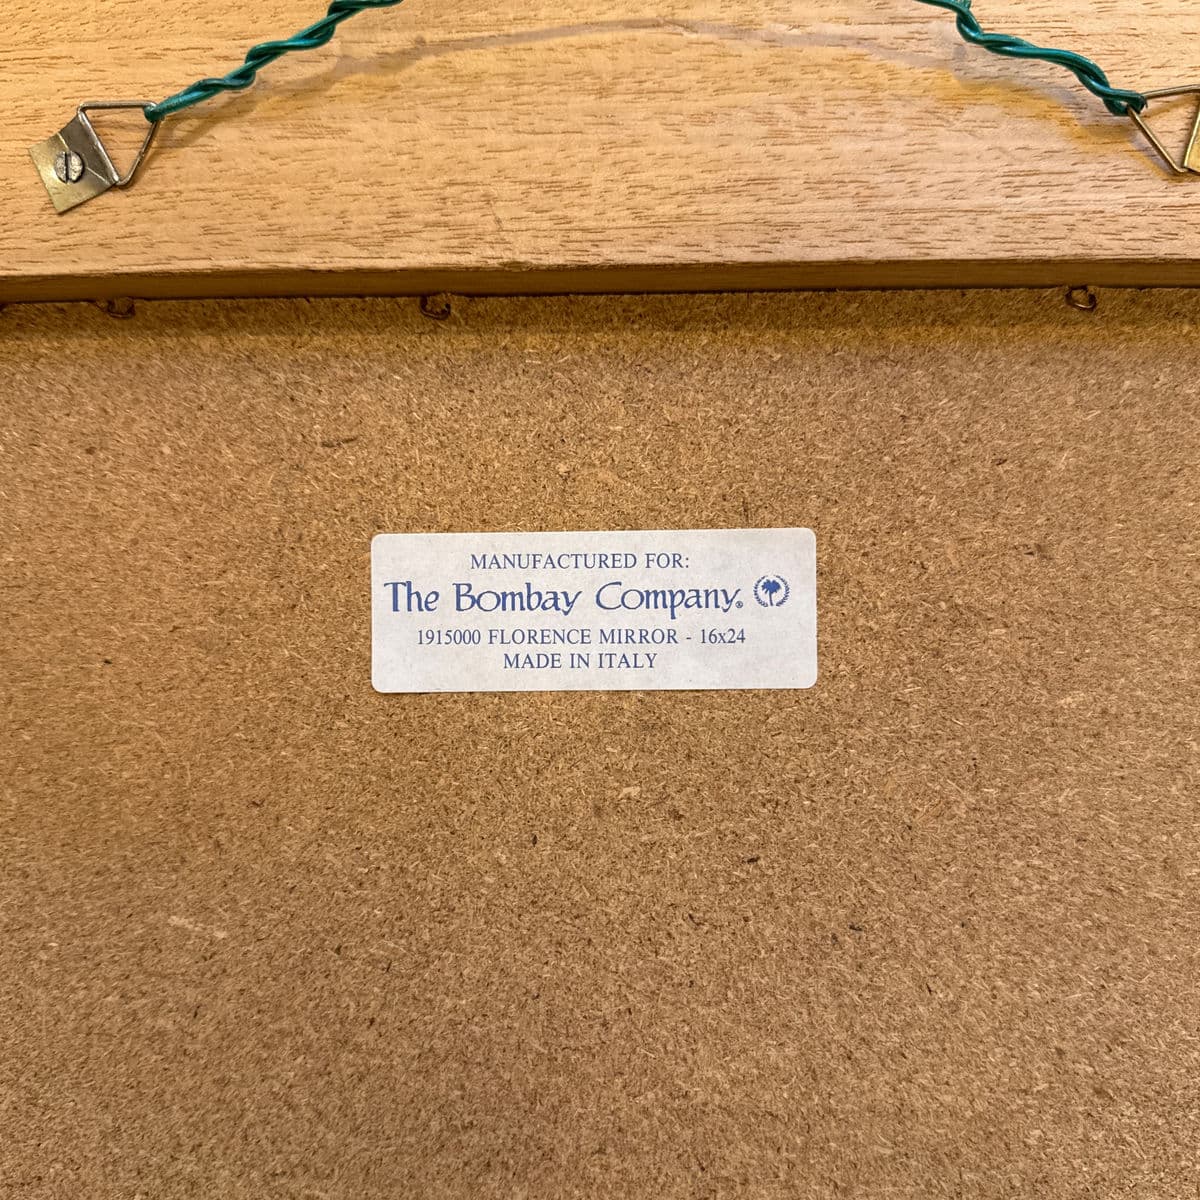 MANUFACTURED FOR:
The Bombay Company.®
1915000 FLORENCE MIRROR - 16x24
MADE IN ITALY